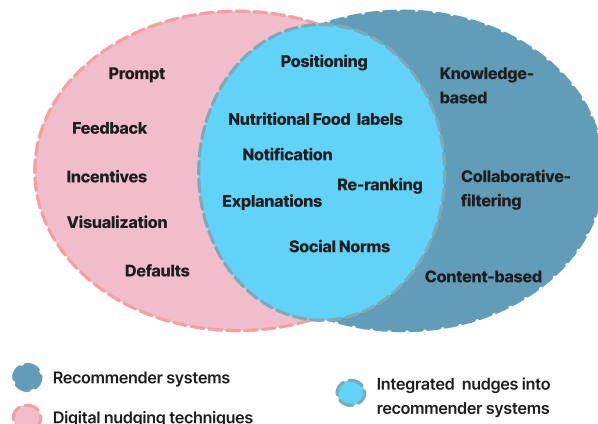 Positioning
Prompt
Knowledge-
based
Nutritional Food labels
Feedback
Notification
Incentives
Re-ranking
Collaborative-
filtering
Explanations
Visualization
Social Norms
Defaults
Content-based
Recommender systems
Integrated nudges into
recommender systems
Digital nudging techniques